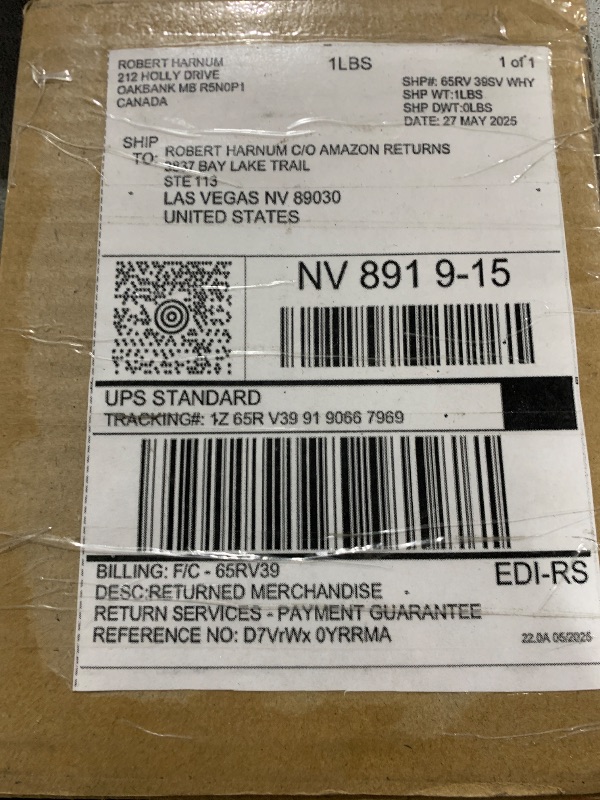 ROBERT HARNUM
212 HOLLY DRIVE
OAKBANK MB R5N0P1
CANADA
1LBS
1 of 1
SHP#: 65RV 39SV WHY
SHP WT:1LBS
SHP DWT:0LBS
DATE: 27 MAY 2025
SHIP
TO:
ROBERT HARNUM C/O AMAZON RETURNS
3837 BAY LAKE TRAIL
STE 113
LAS VEGAS NV 89030
UNITED STATES
NV 891 9-15
UPS STANDARD
TRACKING#: 1Z 65R V39 91 9066 7969
BILLING: F/C - 65RV39
DESC:RETURNED MERCHANDISE
EDI-RS
RETURN SERVICES - PAYMENT GUARANTEE
REFERENCE NO: D7VrWx 0YRRMA
22.0A 05/2025